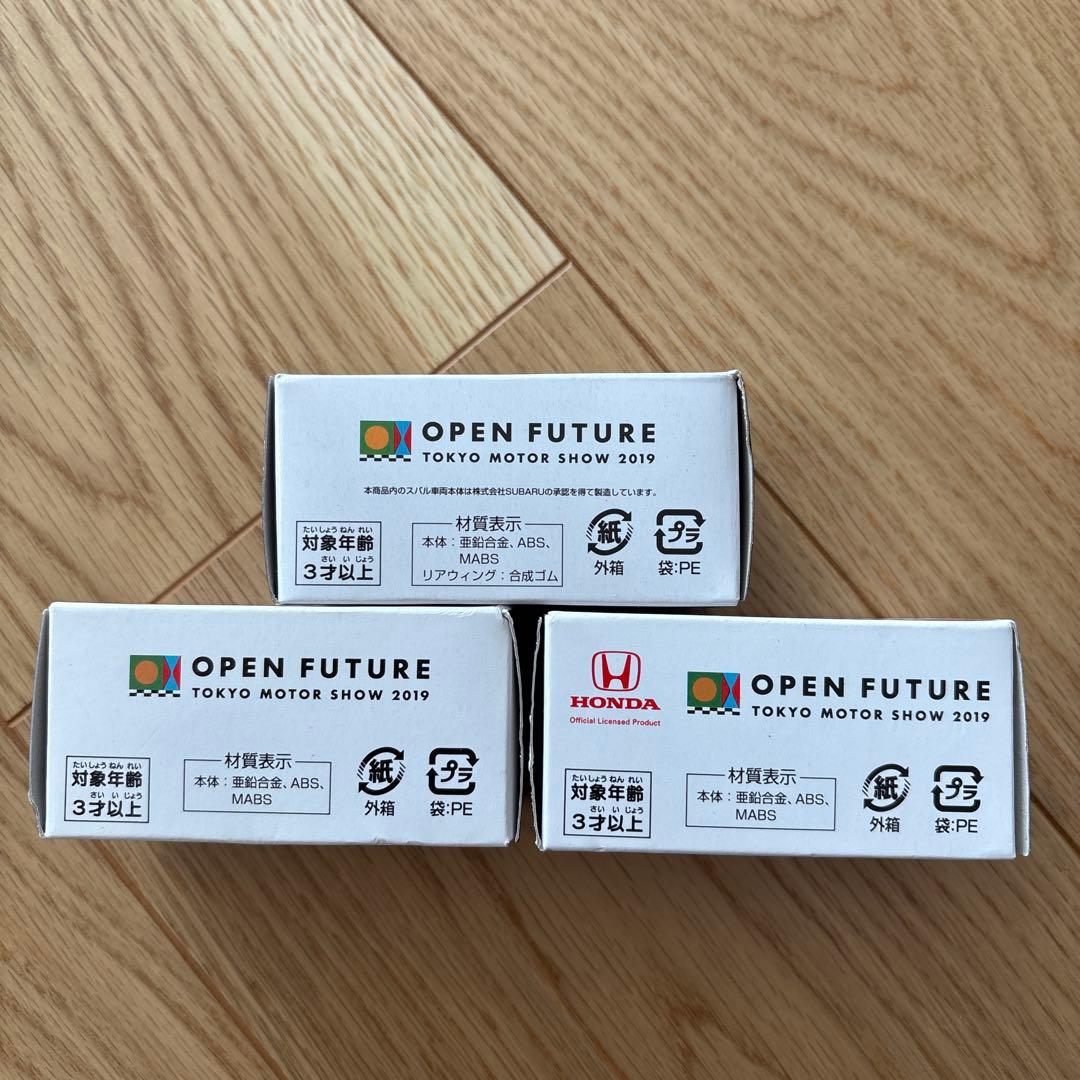 OPEN FUTURE
TOKYO MOTOR SHOW 2019
本商品内のスバル車両本体は株式会社SUBARUの承認を得て製造しています。
たいしょうねんれい
対象年齢
さいいじょう
3才以上
材質表示
本体:亜鉛合金、ABS、
MABS
リアウィング:合成ゴム
紙
外箱
プラ
袋:PE
OPEN FUTURE
TOKYO MOTOR SHOW 2019
たいしょうねんれい
対象年齢
さいいじょう
3才以上
材質表示
本体:亜鉛合金、ABS、
MABS
紙
外箱
プラ
袋:PE
HONDA
Official Licensed Product
OPEN FUTURE
TOKYO MOTOR SHOW 2019
たいしょうねんれい
対象年齢
さいいじょう
3才以上
材質表示
本体:亜鉛合金、ABS、
MABS
紙
外箱
プラ
袋:PE